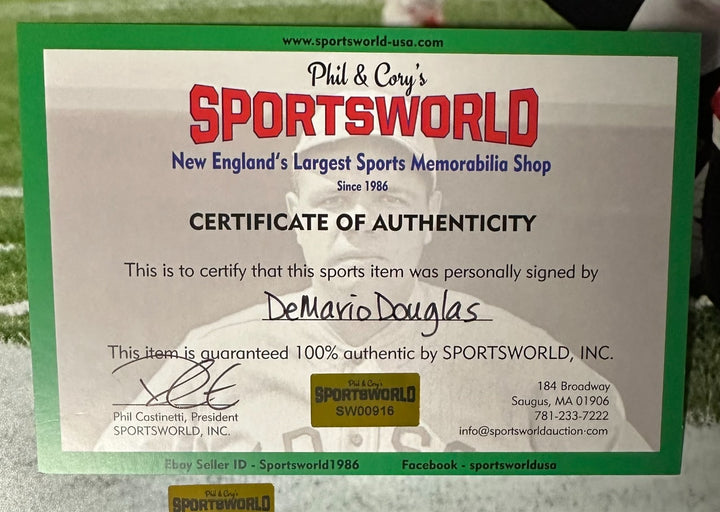 www.sportsworld-usa.com
Phil & Cory's
SPORTSWORLD
New England's Largest Sports Memorabilia Shop
Since 1986
CERTIFICATE OF AUTHENTICITY
This is to certify that this sports item was personally signed by
DeMario Douglas
This item is guaranteed 100% authentic by SPORTSWORLD, INC.
Phil Castinetti, President
SPORTSWORLD, INC.
Phil & Cory's
SPORTSWORLD
SW00916
184 Broadway
Saugus, MA 01906
781-233-7222
info@sportsworldauction.com
Ebay Seller ID - Sportsworld1986 Facebook - sportsworldusa
Phil & Cory's
SPORTSWORLD